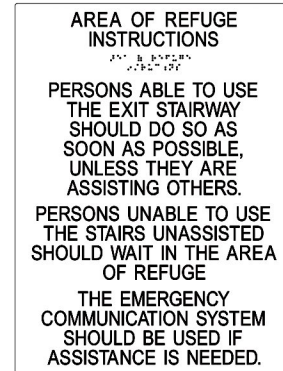 AREA OF REFUGE
INSTRUCTIONS
PERSONS ABLE TO USE
THE EXIT STAIRWAY
SHOULD DO SO AS
SOON AS POSSIBLE,
UNLESS THEY ARE
ASSISTING OTHERS.
PERSONS UNABLE TO USE
THE STAIRS UNASSISTED
SHOULD WAIT IN THE AREA
OF REFUGE
THE EMERGENCY
COMMUNICATION SYSTEM
SHOULD BE USED IF
ASSISTANCE IS NEEDED.